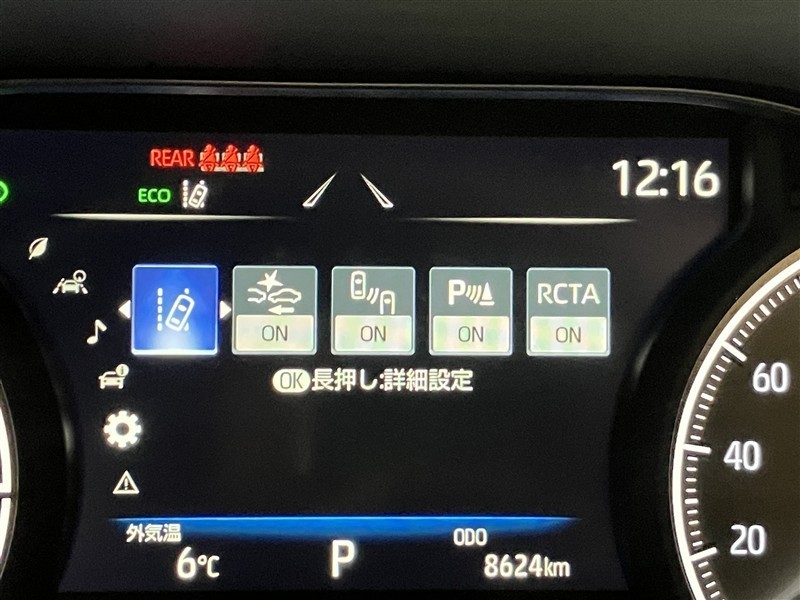 REAR
12:16
ECO
RCTA
P
ON ON ON ON
OK長押し:詳細設定
60
40
20
外気温
6℃
P
ODO
8624km